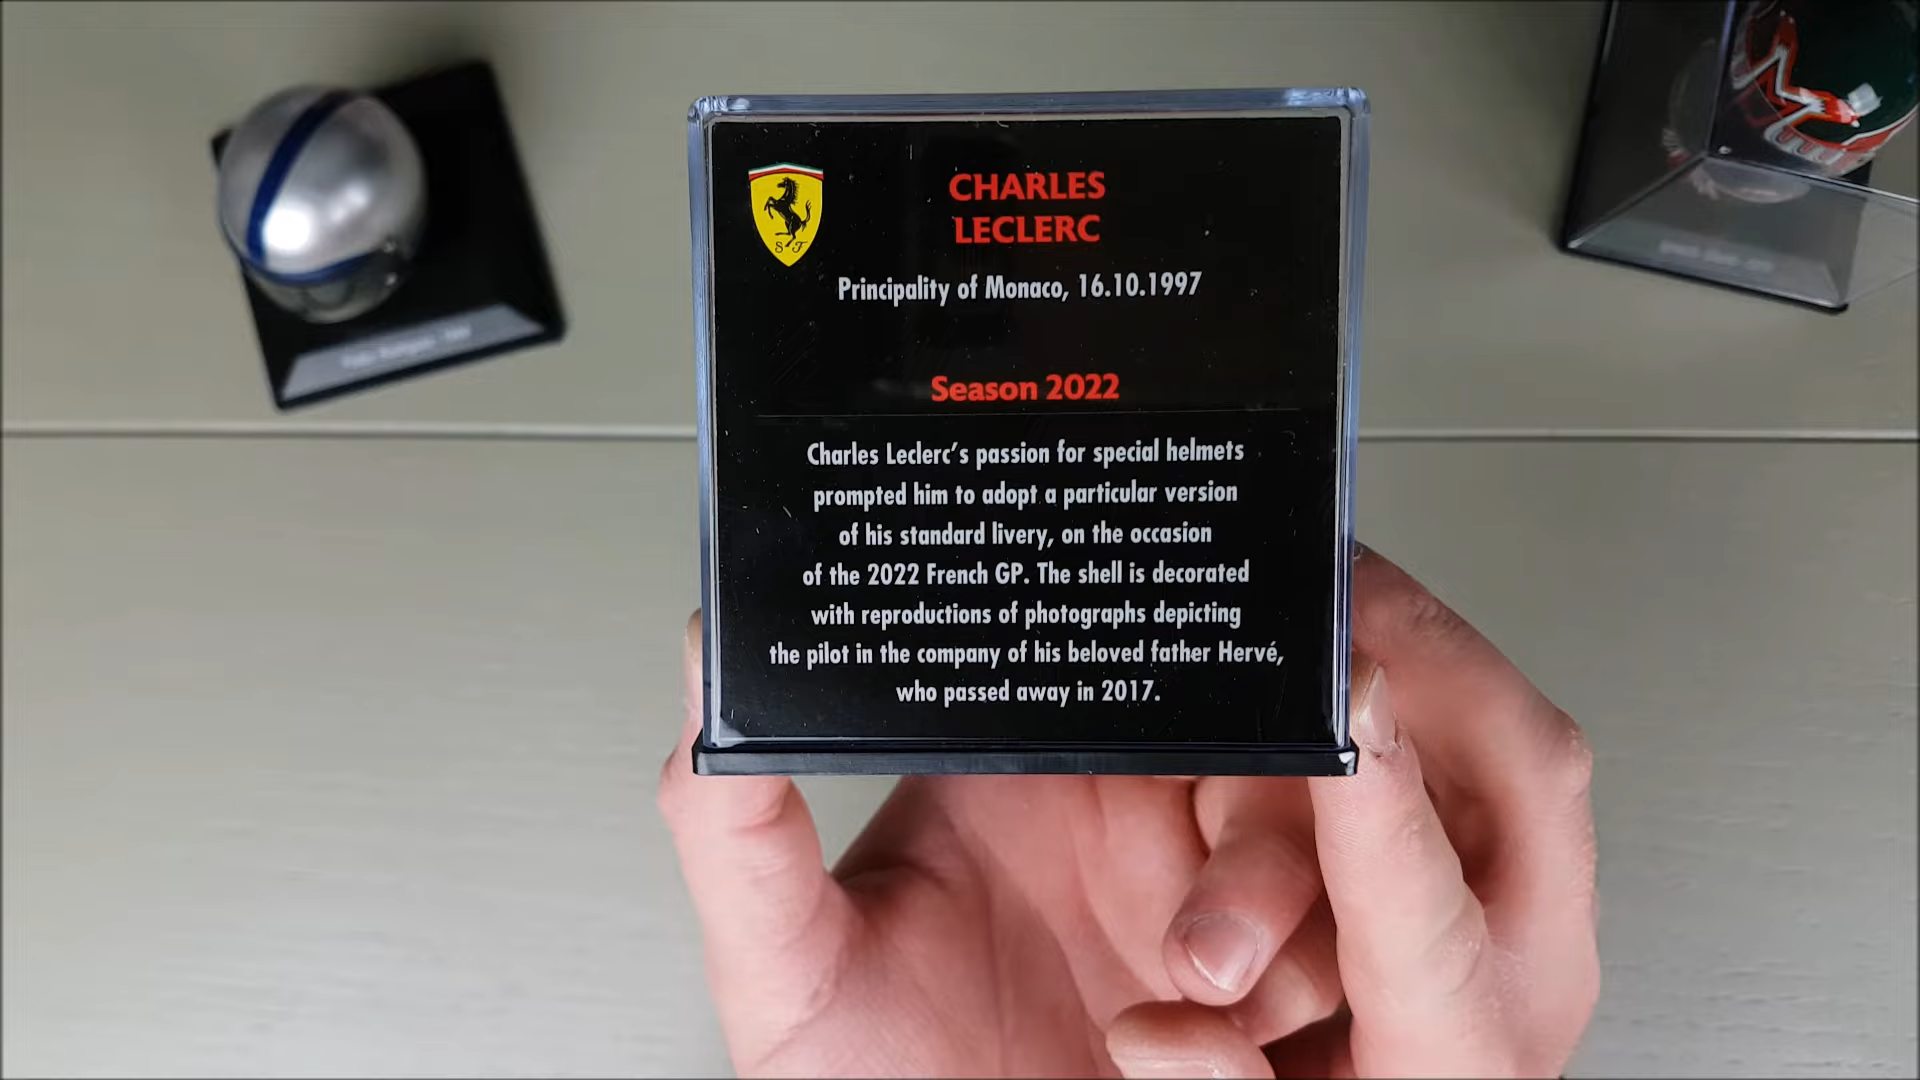 S F
CHARLES
LECLERC
Principality of Monaco, 16.10.1997
Season 2022
Charles Leclerc’s passion for special helmets
prompted him to adopt a particular version
of his standard livery, on the occasion
of the 2022 French GP. The shell is decorated
with reproductions of photographs depicting
the pilot in the company of his beloved father Hervé,
who passed away in 2017.